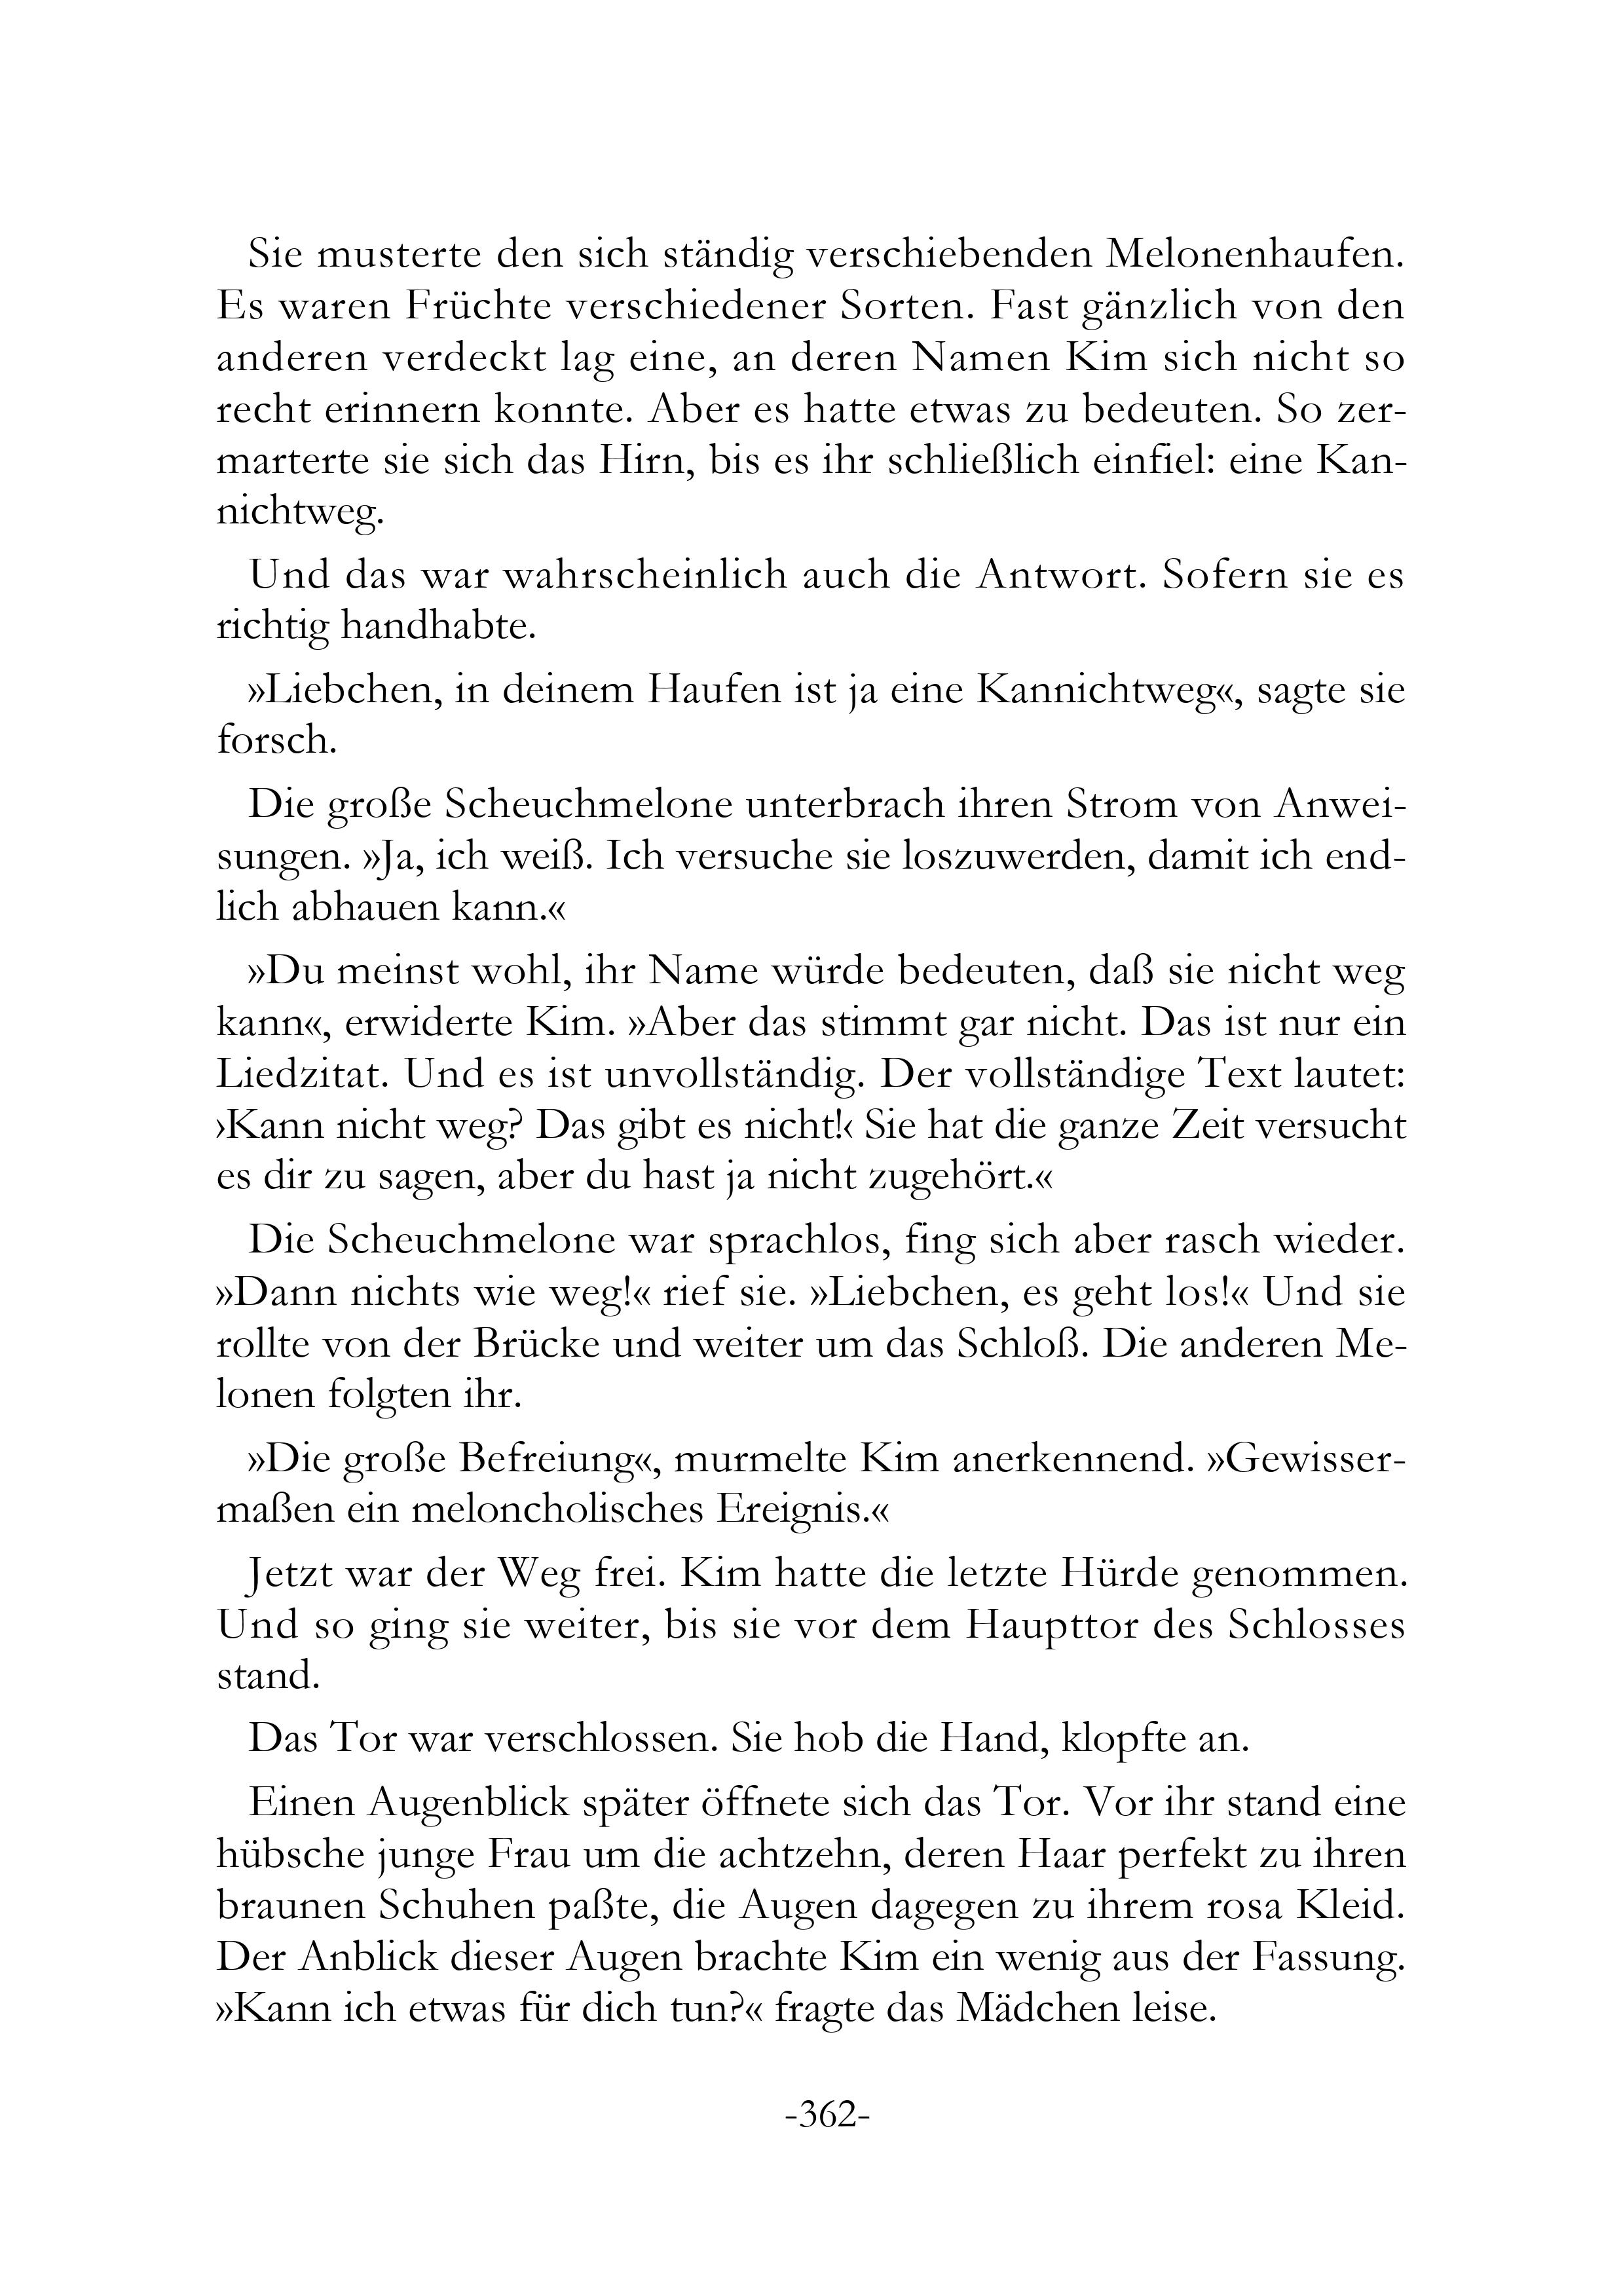 Sie musterte den sich ständig verschiebenden Melonenhaufen.
Es waren Früchte verschiedener Sorten. Fast gänzlich von den
anderen verdeckt lag eine, an deren Namen Kim sich nicht so
recht erinnern konnte. Aber es hatte etwas zu bedeuten. So zer-
marterte sie sich das Hirn, bis es ihr schließlich einfiel: eine Kan-
nichtweg.
Und das war wahrscheinlich auch die Antwort. Sofern sie es
richtig handhabte.
»Liebchen, in deinem Haufen ist ja eine Kannichtweg«, sagte sie
forsch.
Die große Scheuchmelone unterbrach ihren Strom von Anwei-
sungen. »Ja, ich weiß. Ich versuche sie loszuwerden, damit ich end-
lich abhauen kann.«
»Du meinst wohl, ihr Name würde bedeuten, daß sie nicht weg
kann«, erwiderte Kim. »Aber das stimmt gar nicht. Das ist nur ein
Liedzitat. Und es ist unvollständig. Der vollständige Text lautet:
›Kann nicht weg? Das gibt es nicht!‹ Sie hat die ganze Zeit versucht
es dir zu sagen, aber du hast ja nicht zugehört.«
Die Scheuchmelone war sprachlos, fing sich aber rasch wieder.
»Dann nichts wie weg!« rief sie. »Liebchen, es geht los!« Und sie
rollte von der Brücke und weiter um das Schloß. Die anderen Me-
lonen folgten ihr.
»Die große Befreiung«, murmelte Kim anerkennend. »Gewisser-
maßen ein meloncholisches Ereignis.«
Jetzt war der Weg frei. Kim hatte die letzte Hürde genommen.
Und so ging sie weiter, bis sie vor dem Haupttor des Schlosses
stand.
Das Tor war verschlossen. Sie hob die Hand, klopfte an.
Einen Augenblick später öffnete sich das Tor. Vor ihr stand eine
hübsche junge Frau um die achtzehn, deren Haar perfekt zu ihren
braunen Schuhen paßte, die Augen dagegen zu ihrem rosa Kleid.
Der Anblick dieser Augen brachte Kim ein wenig aus der Fassung.
»Kann ich etwas für dich tun?« fragte das Mädchen leise.
-362-